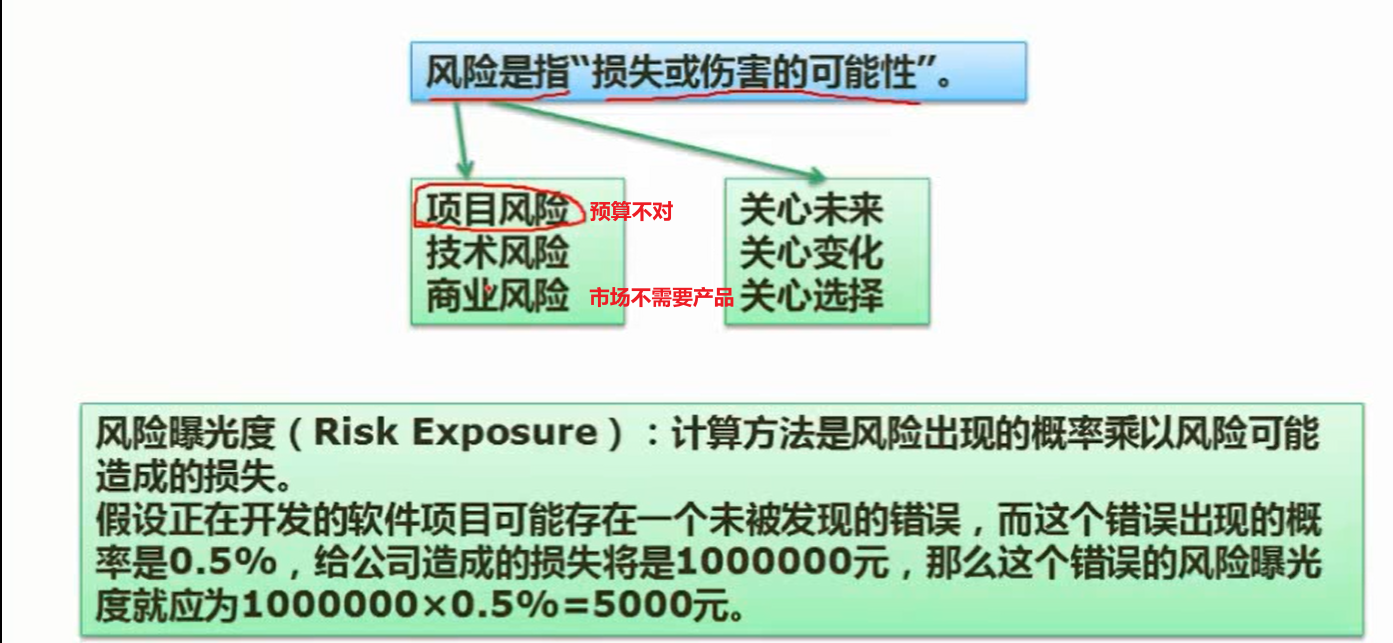 风险是指“损失或伤害的可能性”。
项目风险 预算不对
技术风险
商业风险 市场不需要产品
关心未来
关心变化
关心选择
风险曝光度（Risk Exposure）：计算方法是风险出现的概率乘以风险可能
造成的损失。
假设正在开发的软件项目可能存在一个未被发现的错误，而这个错误出现的概
率是0.5%，给公司造成的损失将是1000000元，那么这个错误的风险曝光
度就应为1000000×0.5%=5000元。